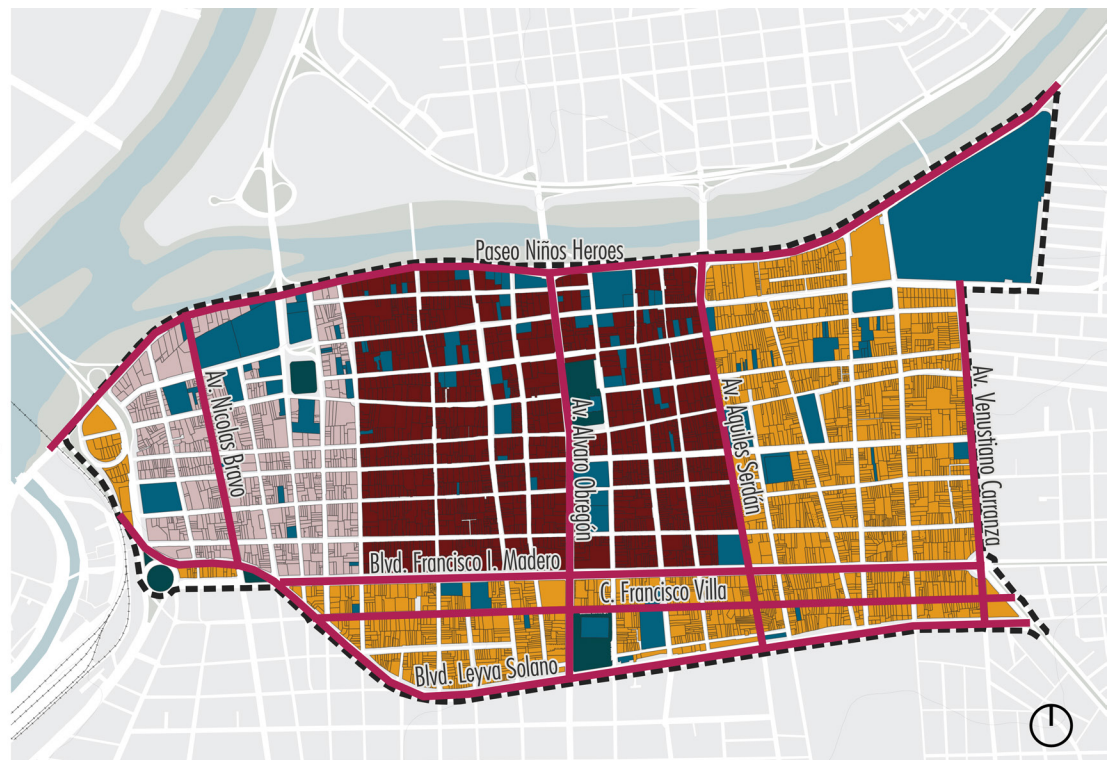 Paseo Niños Heroes
Av. Nicolas Bravo
Av. Alvaro Obregón
Av. Aquiles Serdán
Av. Venustiano Carranza
Blvd. Francisco I. Madero
C. Francisco Villa
Blvd. Leyva Solano